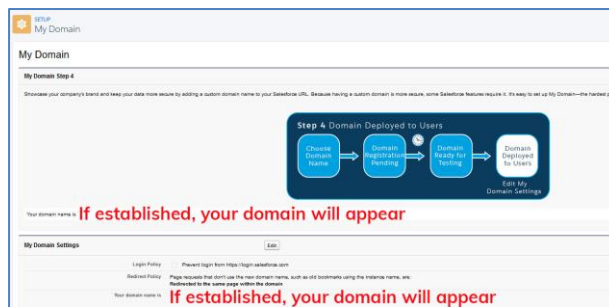 SETUP
My Domain
My Domain
My Domain Step 4
Showcase your company's brand and keep your data more secure by adding a custom domain name to your Salesforce URL. Because having a custom domain is more secure, some Salesforce features require it. It's easy to set up My Domain—the hardest p
Step 4 Domain Deployed to Users
Choose Domain Name
Domain Registration Pending
Domain Ready for Testing
Domain Deployed to Users
Edit My Domain Settings
Your domain name is If established, your domain will appear
My Domain Settings Edit
Login Policy Prevent login from https://login.salesforce.com
Redirect Policy Page requests that don't use the new domain name, such as old bookmarks using the instance name, are:
Redirected to the same page within the domain
Your domain name is If established, your domain will appear